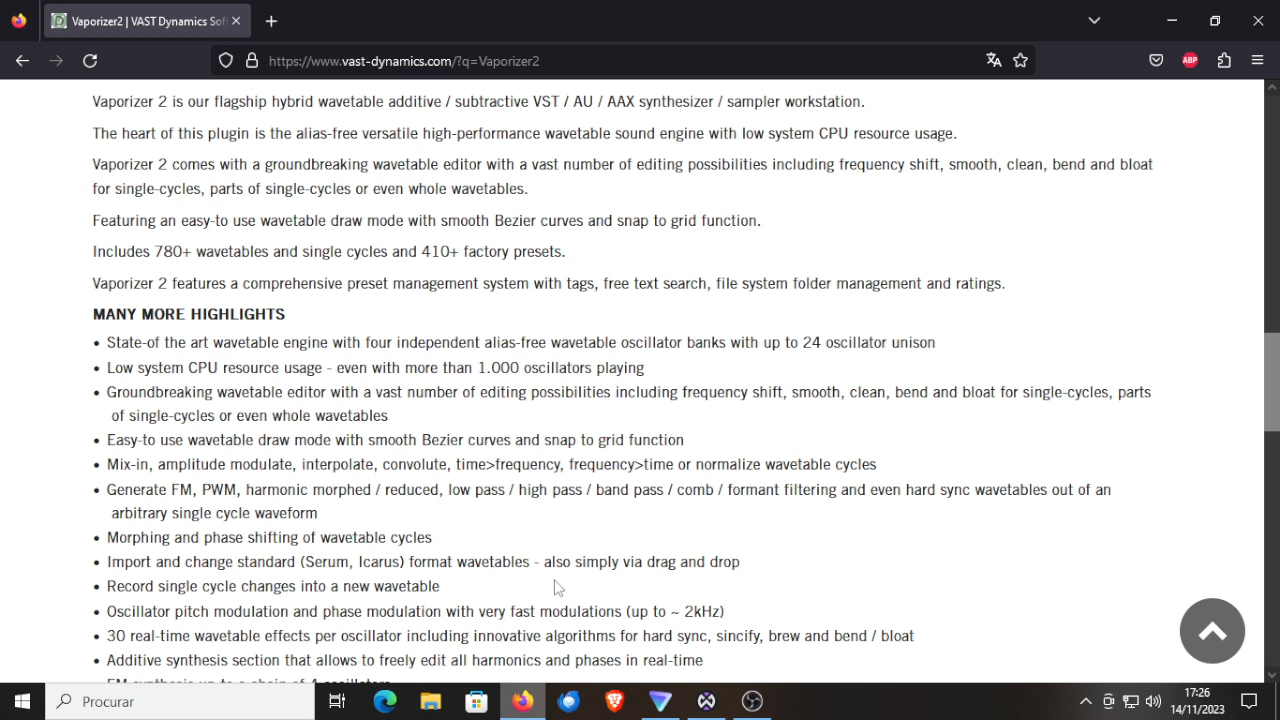 Vaporizer2 | VAST Dynamics Sof
https://www.vast-dynamics.com/?q=Vaporizer2
ABP
Vaporizer 2 is our flagship hybrid wavetable additive / subtractive VST / AU / AAX synthesizer / sampler workstation.
The heart of this plugin is the alias-free versatile high-performance wavetable sound engine with low system CPU resource usage.
Vaporizer 2 comes with a groundbreaking wavetable editor with a vast number of editing possibilities including frequency shift, smooth, clean, bend and bloat
for single-cycles, parts of single-cycles or even whole wavetables.
Featuring an easy-to use wavetable draw mode with smooth Bezier curves and snap to grid function.
Includes 780+ wavetables and single cycles and 410+ factory presets.
Vaporizer 2 features a comprehensive preset management system with tags, free text search, file system folder management and ratings.
MANY MORE HIGHLIGHTS
• State-of the art wavetable engine with four independent alias-free wavetable oscillator banks with up to 24 oscillator unison
• Low system CPU resource usage - even with more than 1.000 oscillators playing
• Groundbreaking wavetable editor with a vast number of editing possibilities including frequency shift, smooth, clean, bend and bloat for single-cycles, parts
of single-cycles or even whole wavetables
• Easy-to use wavetable draw mode with smooth Bezier curves and snap to grid function
• Mix-in, amplitude modulate, interpolate, convolute, time>frequency, frequency>time or normalize wavetable cycles
• Generate FM, PWM, harmonic morphed / reduced, low pass / high pass / band pass / comb / formant filtering and even hard sync wavetables out of an
arbitrary single cycle waveform
• Morphing and phase shifting of wavetable cycles
• Import and change standard (Serum, Icarus) format wavetables - also simply via drag and drop
• Record single cycle changes into a new wavetable
• Oscillator pitch modulation and phase modulation with very fast modulations (up to ~ 2kHz)
• 30 real-time wavetable effects per oscillator including innovative algorithms for hard sync, sincify, brew and bend / bloat
• Additive synthesis section that allows to freely edit all harmonics and phases in real-time
FM synthesis up to a chain of 4 oscillators
Procurar
17:26
14/11/2023